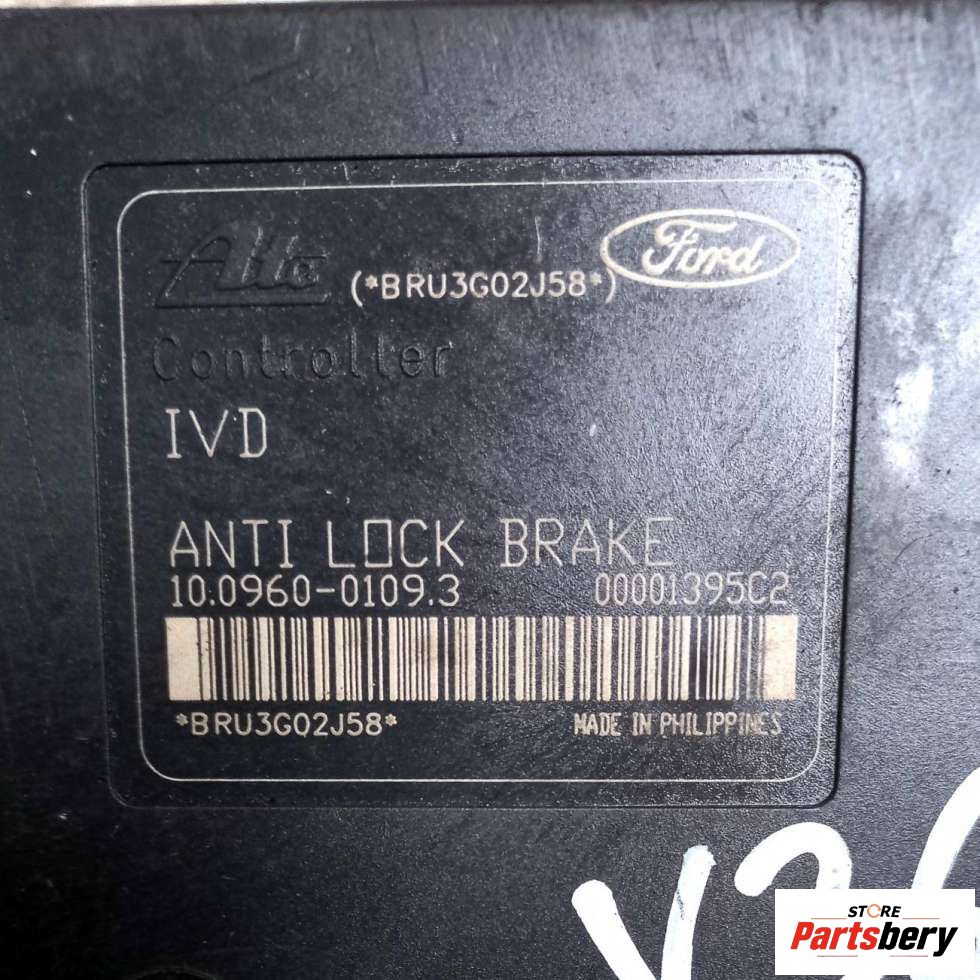 Ate
(*BRU3G02J58*)
Ford
Controller
IVD
ANTI LOCK BRAKE
10.0960-0109.3 00001395C2
*BRU3G02J58*
MADE IN PHILIPPINES
STORE
Partsbery